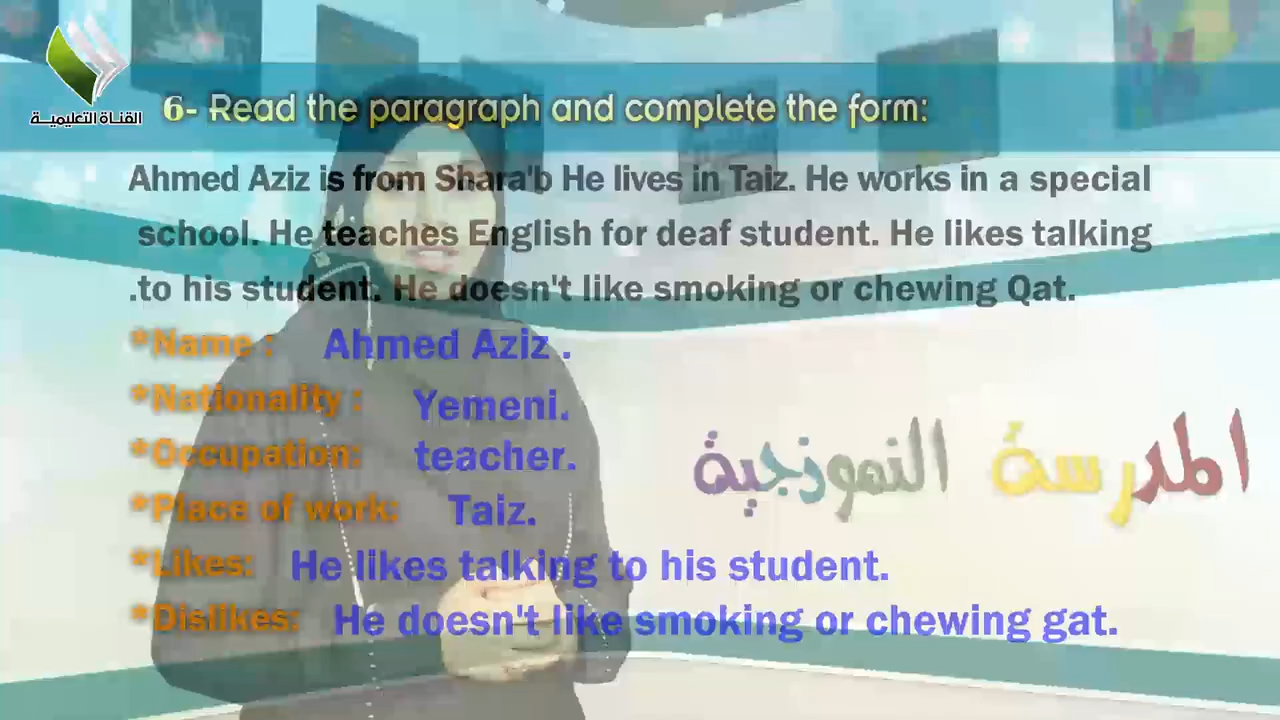 القناة التعليمية
6- Read the paragraph and complete the form:
Ahmed Aziz is from Shara'b He lives in Taiz. He works in a special
school. He teaches English for deaf student. He likes talking
.to his student. He doesn't like smoking or chewing Qat.
*Name : Ahmed Aziz .
*Nationality : Yemeni.
*Occupation: teacher.
*Place of work: Taiz.
*Likes: He likes talking to his student.
*Dislikes: He doesn't like smoking or chewing gat.
المدرسة النموذجية